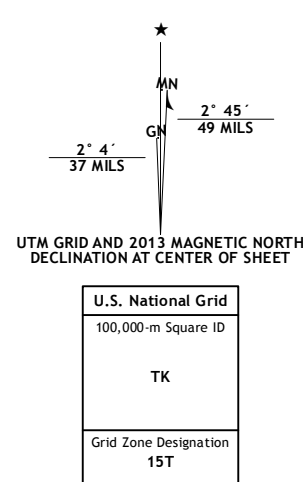 ★
MN
2° 45´
49 MILS
GN
2° 4´
37 MILS
UTM GRID AND 2013 MAGNETIC NORTH
DECLINATION AT CENTER OF SHEET
U.S. National Grid
100,000-m Square ID
TK
Grid Zone Designation
15T